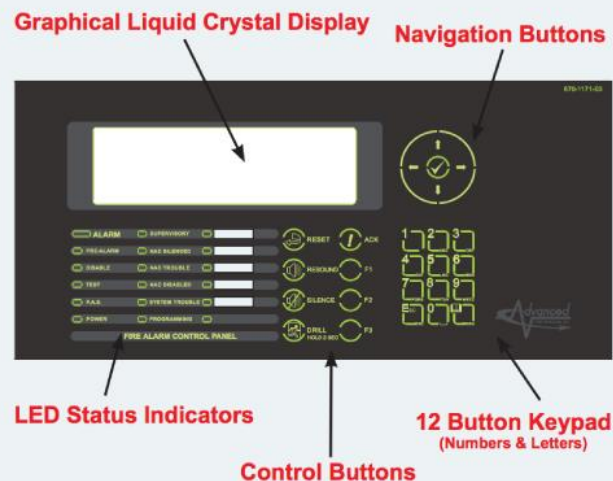 Graphical Liquid Crystal Display
Navigation Buttons
670-1171-03
ALARM
SUPERVISORY
PRE-ALARM
NAC SILENCED
DISABLE
NAC TROUBLE
TEST
NAC DISABLED
P.A.S.
SYSTEM TROUBLE
POWER
PROGRAMMING
FIRE ALARM CONTROL PANEL
RESET
ACK
REBOUND
F1
SILENCE
F2
DRILL
HOLD 2 SEC
F3
1 2 3
4 5 6
7 8 9
0
Advanced
LED Status Indicators
12 Button Keypad
(Numbers & Letters)
Control Buttons